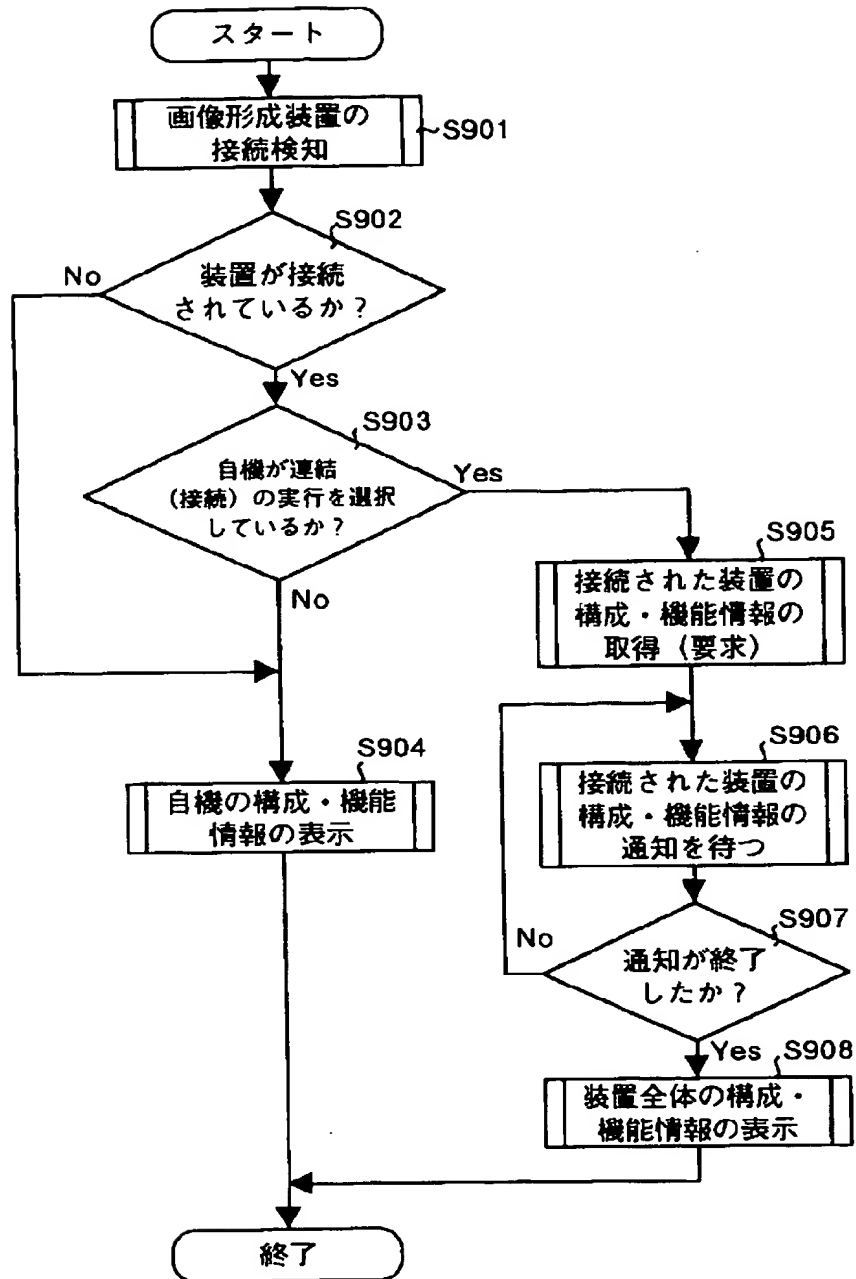 スタート
画像形成装置の
接続検知
S901
S902
装置が接続
されているか？
No
Yes
S903
自機が連結
(接続）の実行を選択
しているか？
Yes
No
S905
接続された装置の
構成・機能情報の
取得（要求）
S904
自機の構成・機能
情報の表示
S906
接続された装置の
構成・機能情報の
通知を待つ
S907
通知が終了
したか？
No
Yes
S908
装置全体の構成・
機能情報の表示
終了